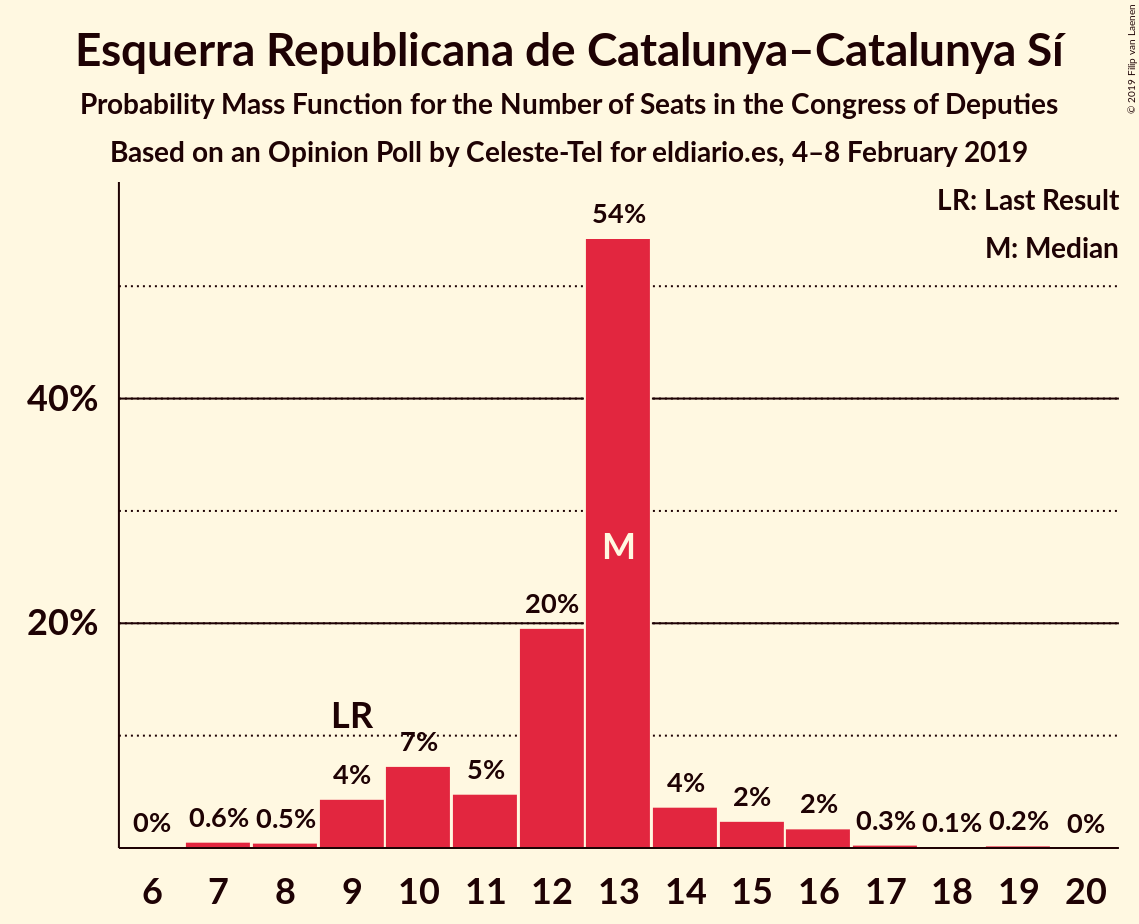 Esquerra Republicana de Catalunya–Catalunya Sí
Probability Mass Function for the Number of Seats in the Congress of Deputies
Based on an Opinion Poll by Celeste-Tel for eldiario.es, 4–8 February 2019
© 2019 Filip van Laenen
LR: Last Result
M: Median
54%
40%
M
20%
20%
LR
7%
5%
4%
4%
2%
2%
0%
0.6%
0.5%
0.3%
0.1%
0.2%
0%
6 7 8 9 10 11 12 13 14 15 16 17 18 19 20